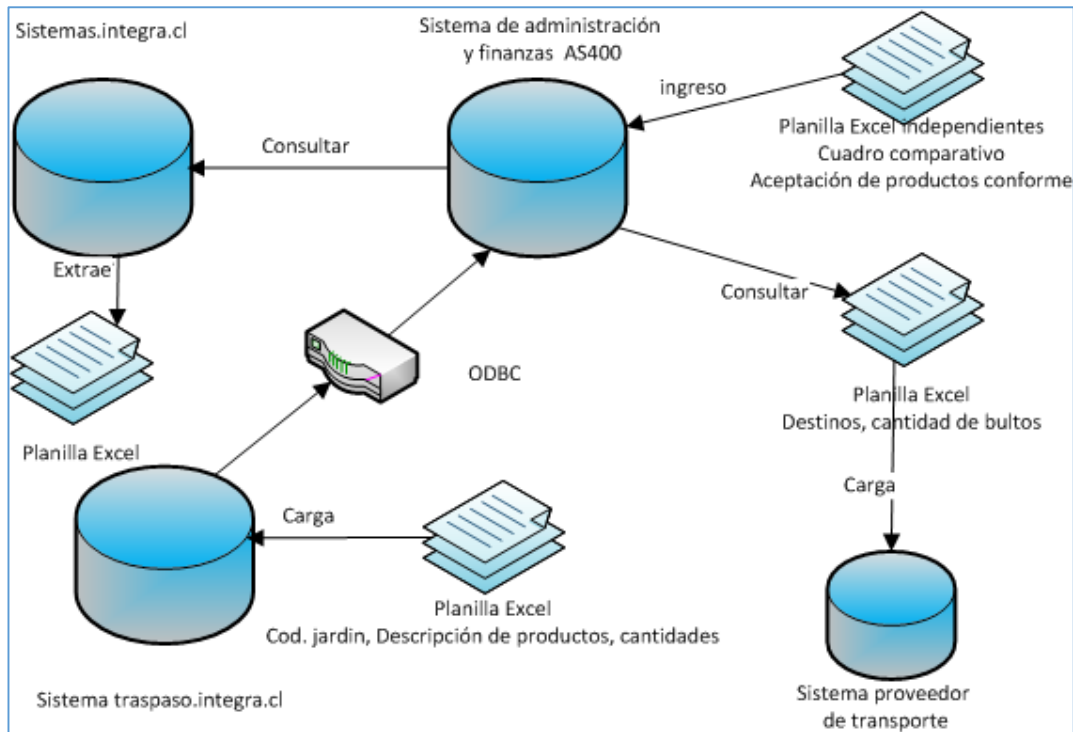 Sistemas.integra.cl
Sistema de administración
y finanzas AS400
ingreso
Planilla Excel independientes
Cuadro comparativo
Aceptación de productos conforme
Consultar
Extrae
Consultar
ODBC
Planilla Excel
Planilla Excel
Destinos, cantidad de bultos
Carga
Carga
Planilla Excel
Cod. jardin, Descripción de productos, cantidades
Sistema traspaso.integra.cl
Sistema proveedor
de transporte